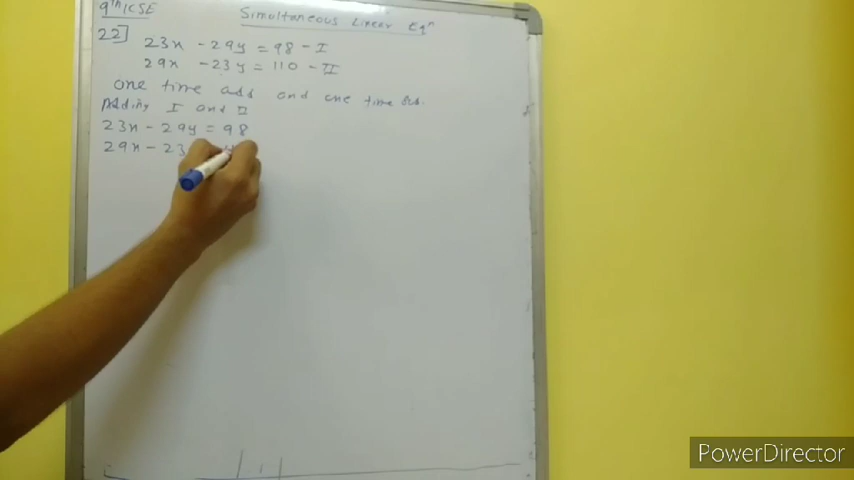 9th ICSE
Simultaneous Linear Eqn
22]
23x - 29y = 98 - I
29x - 23y = 110 - II
one time add and one time sub.
Adding I and II
23x - 29y = 98
29x - 23
PowerDirector